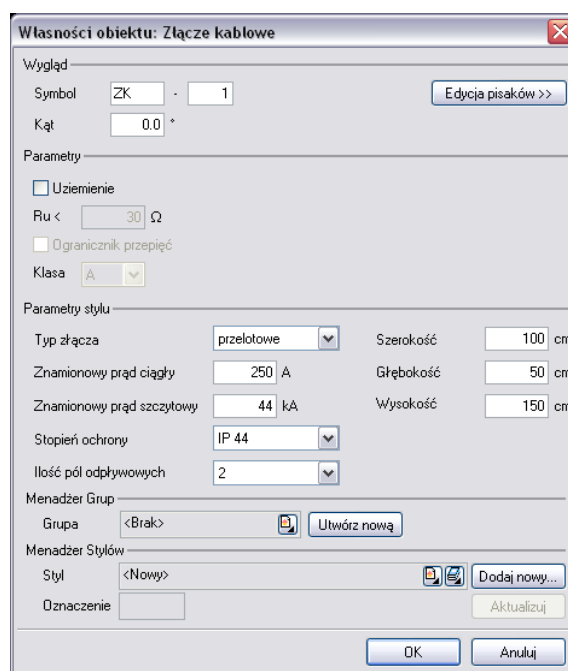 Własności obiektu: Złącze kablowe
Wygląd
Symbol ZK - 1 Edycja pisaków >>
Kąt 0.0 °
Parametry
Uziemienie
Ru < 30 Ω
Ogranicznik przepięć
Klasa A
Parametry stylu
Typ złącza przelotowe Szerokość 100 cm
Znamionowy prąd ciągły 250 A Głębokość 50 cm
Znamionowy prąd szczytowy 44 kA Wysokość 150 cm
Stopień ochrony IP 44
Ilość pól odpływowych 2
Menadżer Grup
Grupa <Brak> Utwórz nową
Menadżer Stylów
Styl <Nowy> Dodaj nowy...
Oznaczenie Aktualizuj
OK Anuluj